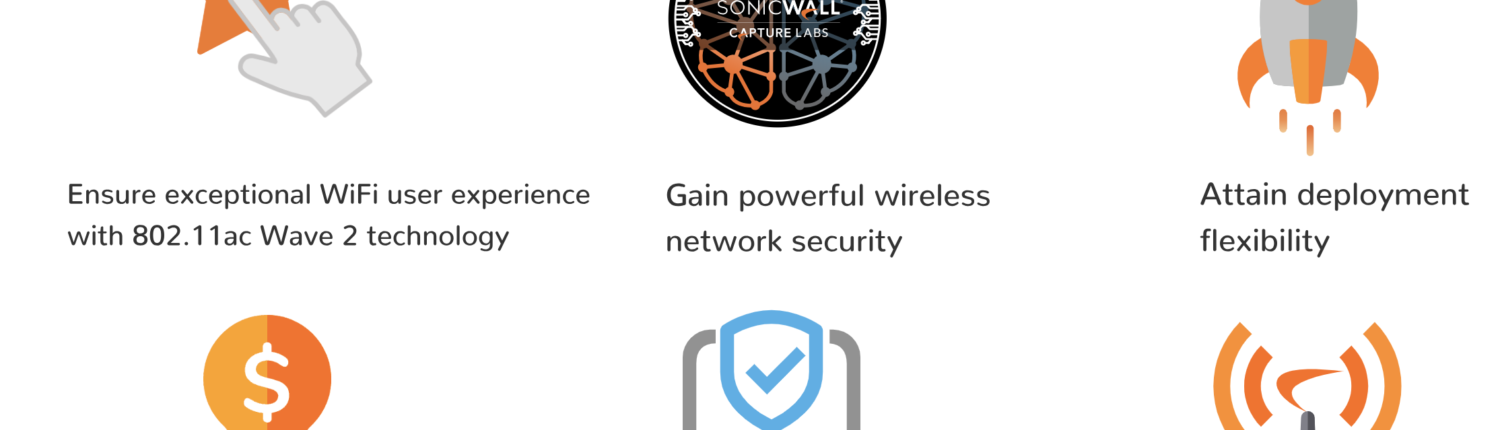 SONICWALL
CAPTURE LABS
Ensure exceptional WiFi user experience
with 802.11ac Wave 2 technology
Gain powerful wireless
network security
Attain deployment
flexibility
$